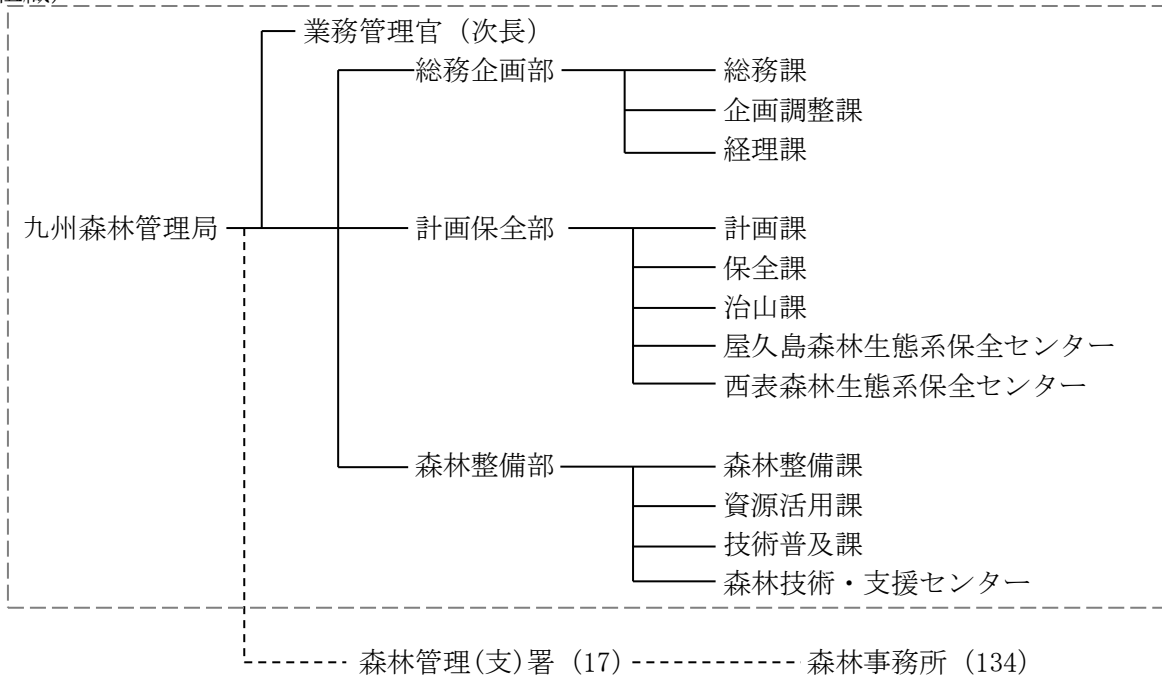 業務管理官（次長）
総務企画部 総務課
企画調整課
経理課
九州森林管理局 計画保全部 計画課
保全課
治山課
屋久島森林生態系保全センター
西表森林生態系保全センター
森林整備部 森林整備課
資源活用課
技術普及課
森林技術・支援センター
森林管理(支)署（17） 森林事務所（134）